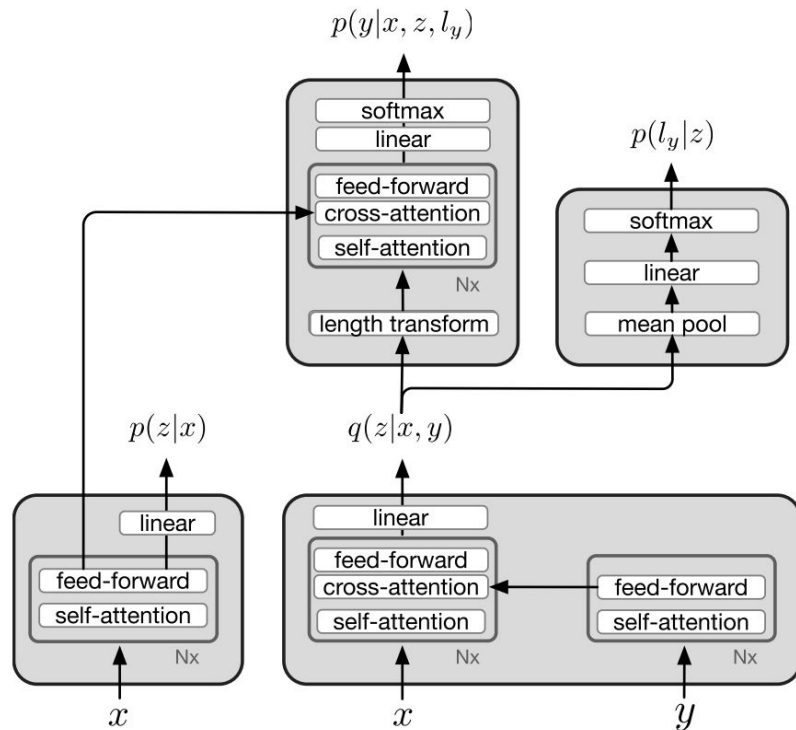 p(y|x, z, l_y)
softmax
linear
feed-forward
cross-attention
self-attention
Nx
length transform
p(l_y|z)
softmax
linear
mean pool
p(z|x)
linear
feed-forward
self-attention
Nx
x
q(z|x, y)
linear
feed-forward
cross-attention
self-attention
Nx
x
feed-forward
self-attention
Nx
y